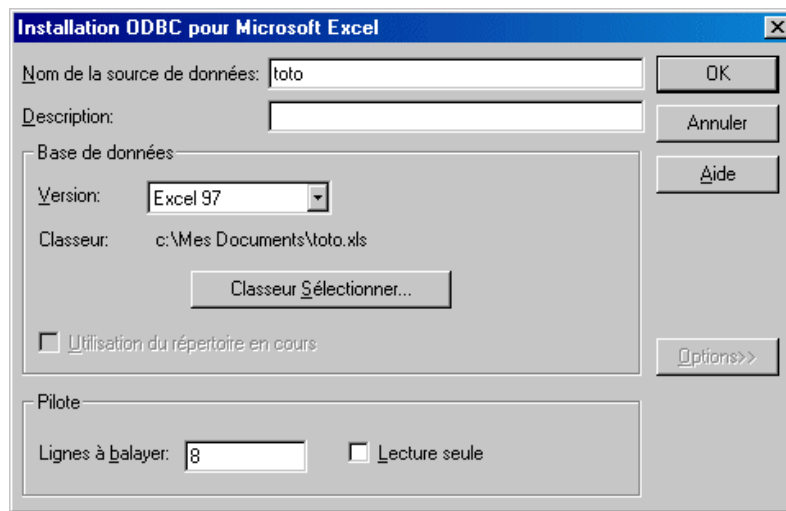 Installation ODBC pour Microsoft Excel
Nom de la source de données: toto
OK
Description:
Annuler
Base de données
Aide
Version: Excel 97
Classeur: c:\Mes Documents\toto.xls
Classeur Sélectionner...
Utilisation du répertoire en cours
Options>>
Pilote
Lignes à balayer: 8
Lecture seule